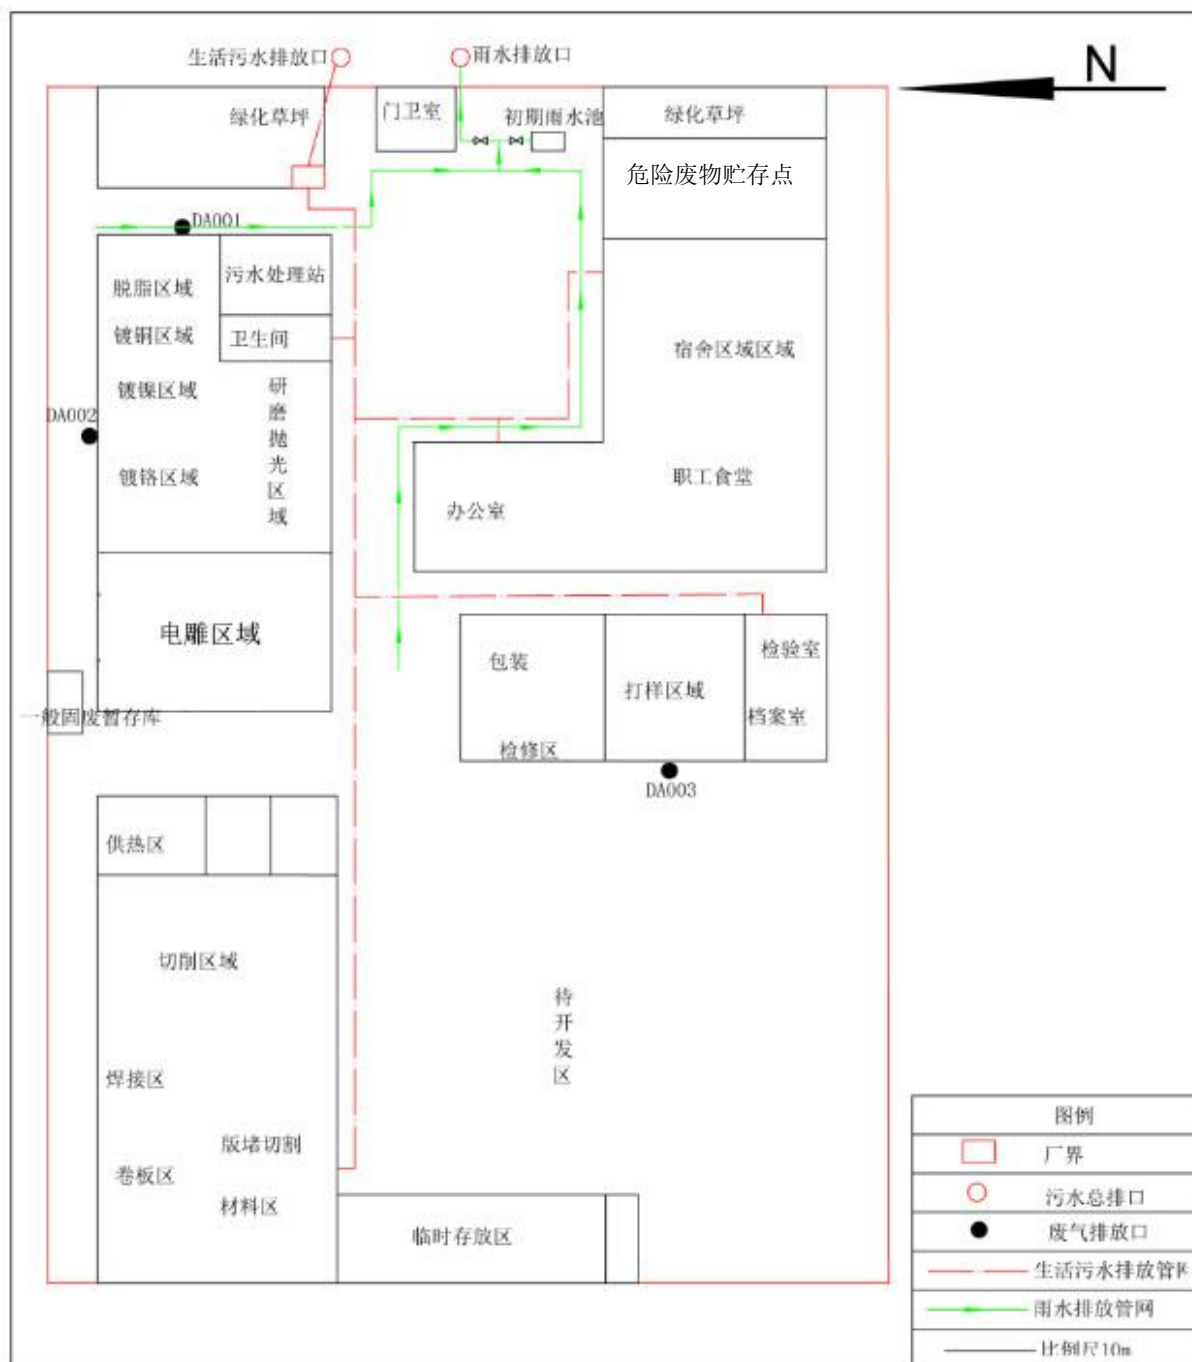 生活污水排放口
雨水排放口
N
绿化草坪
门卫室
初期雨水池
绿化草坪
危险废物贮存点
DA001
脱脂区域
污水处理站
镀铜区域
卫生间
宿舍区域区域
镀镍区域
研磨抛光区域
DA002
镀铬区域
职工食堂
办公室
电雕区域
包装
打样区域
检验室
一般固废暂存库
检修区
档案室
DA003
供热区
切削区域
待开发区
焊接区
版堵切割
卷板区
材料区
临时存放区
图例
厂界
污水总排口
废气排放口
生活污水排放管网
雨水排放管网
比例尺10m